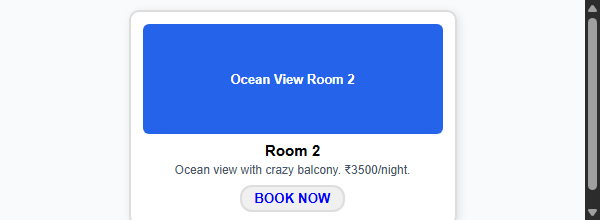 Ocean View Room 2
Room 2
Ocean view with crazy balcony. ₹3500/night.
BOOK NOW